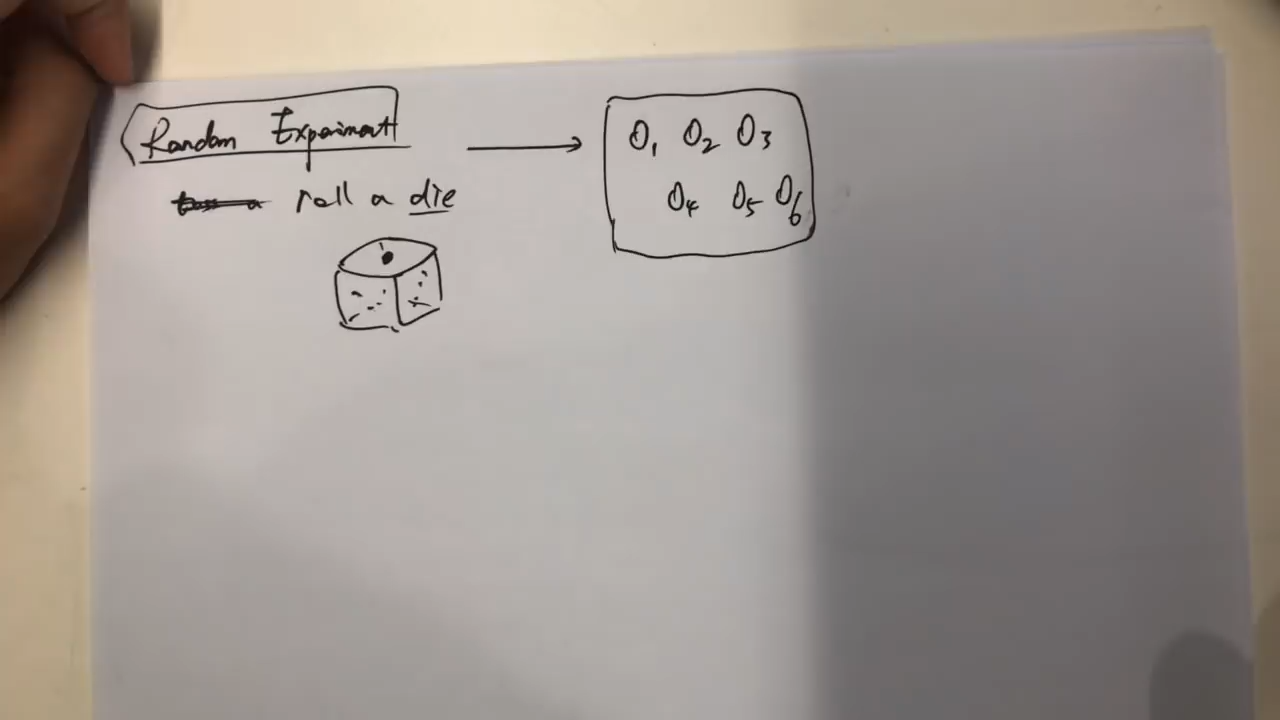 Random Experiment
roll a die
O₁ O₂ O₃
O₄ O₅ O₆